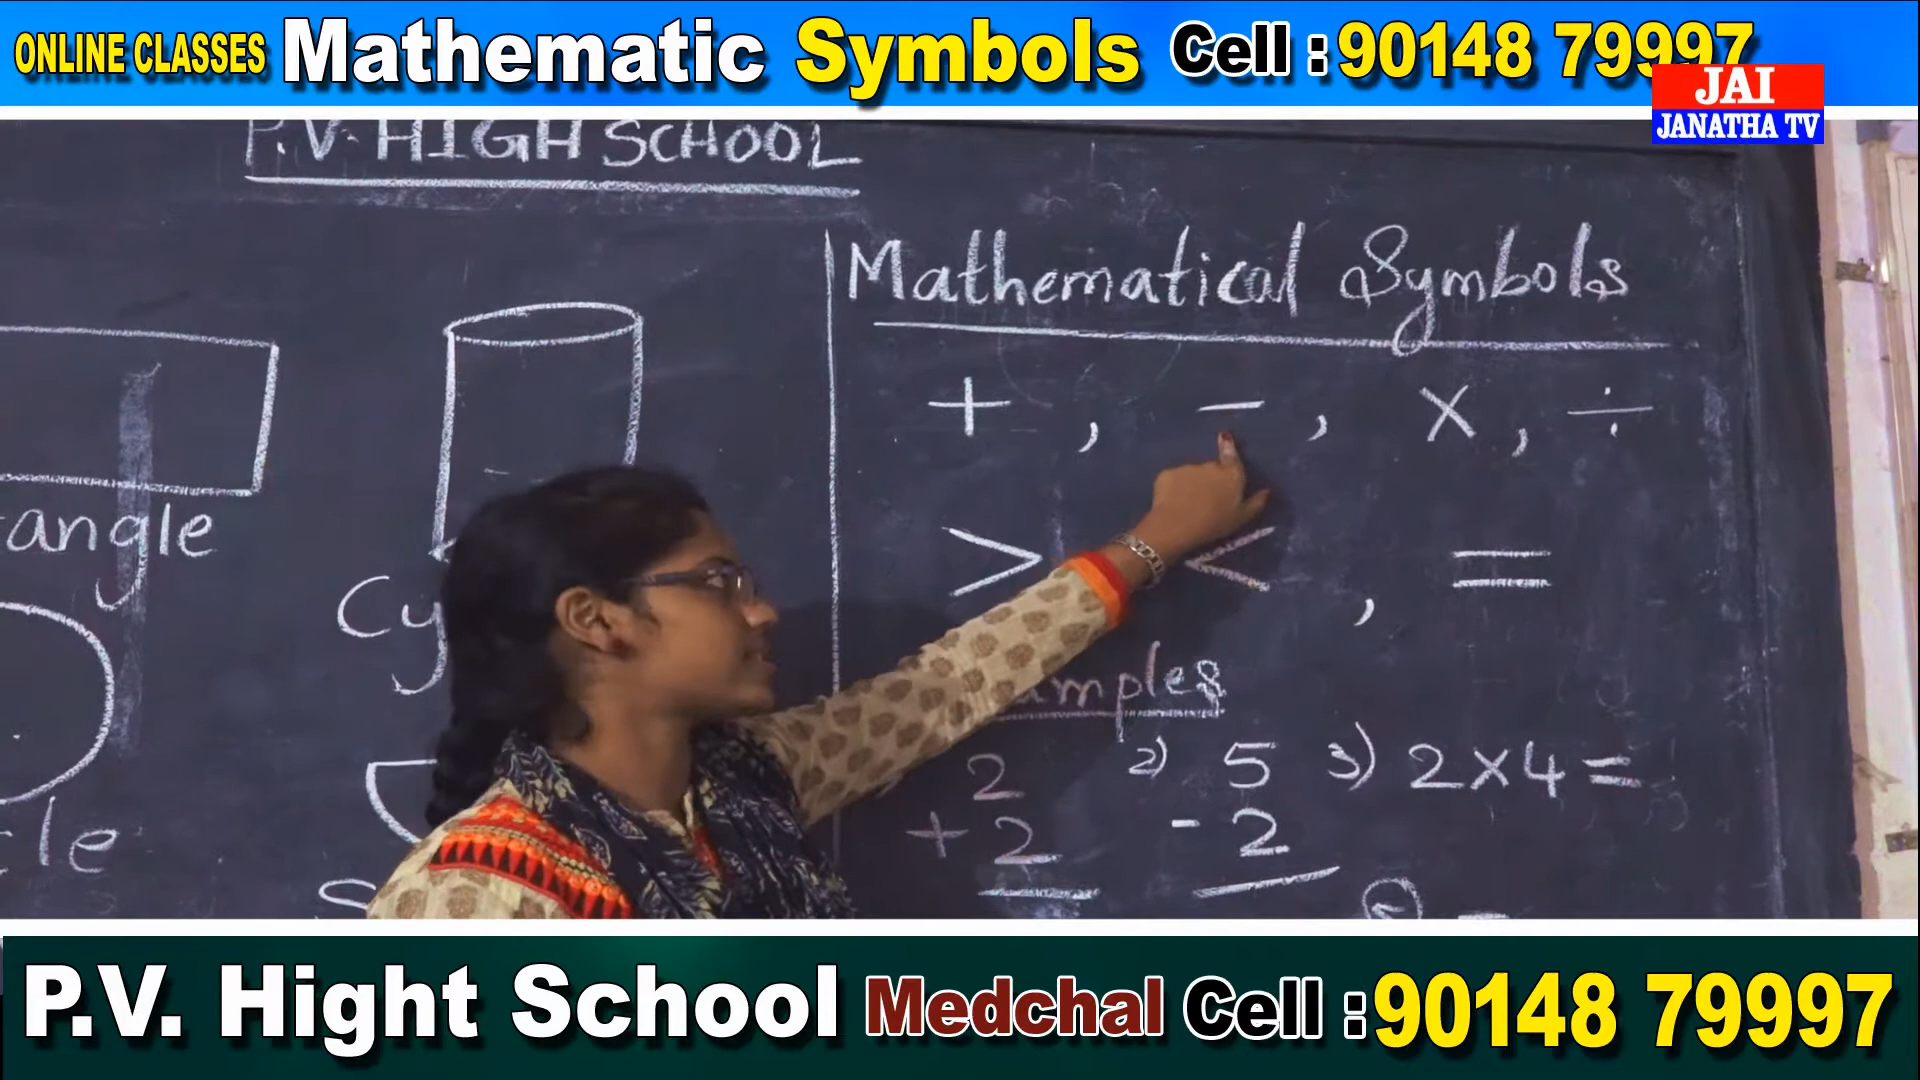 ONLINE CLASSES Mathematic Symbols Cell : 90148 79997
JAI
JANATHA TV
P.V. HIGH SCHOOL
Mathematical Symbols
+ , - , × , ÷
> < , =
angle
Cy
mples
2 2) 5 3) 2×4=
+ 2 - 2
cle
P.V. Hight School Medchal Cell : 90148 79997